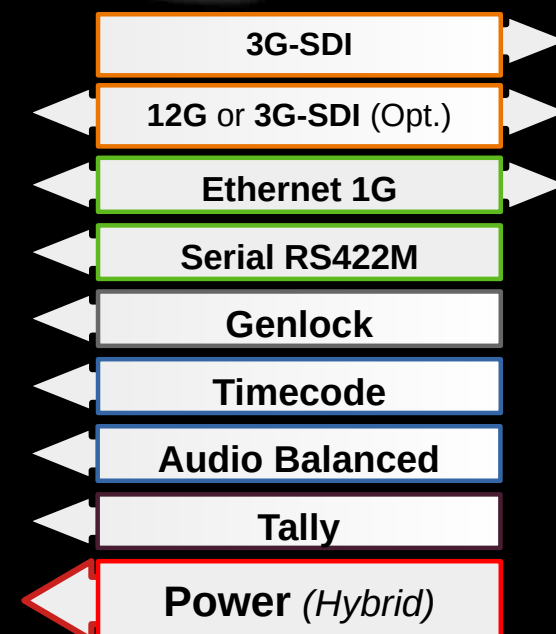 3G-SDI
12G or 3G-SDI (Opt.)
Ethernet 1G
Serial RS422M
Genlock
Timecode
Audio Balanced
Tally
Power (Hybrid)